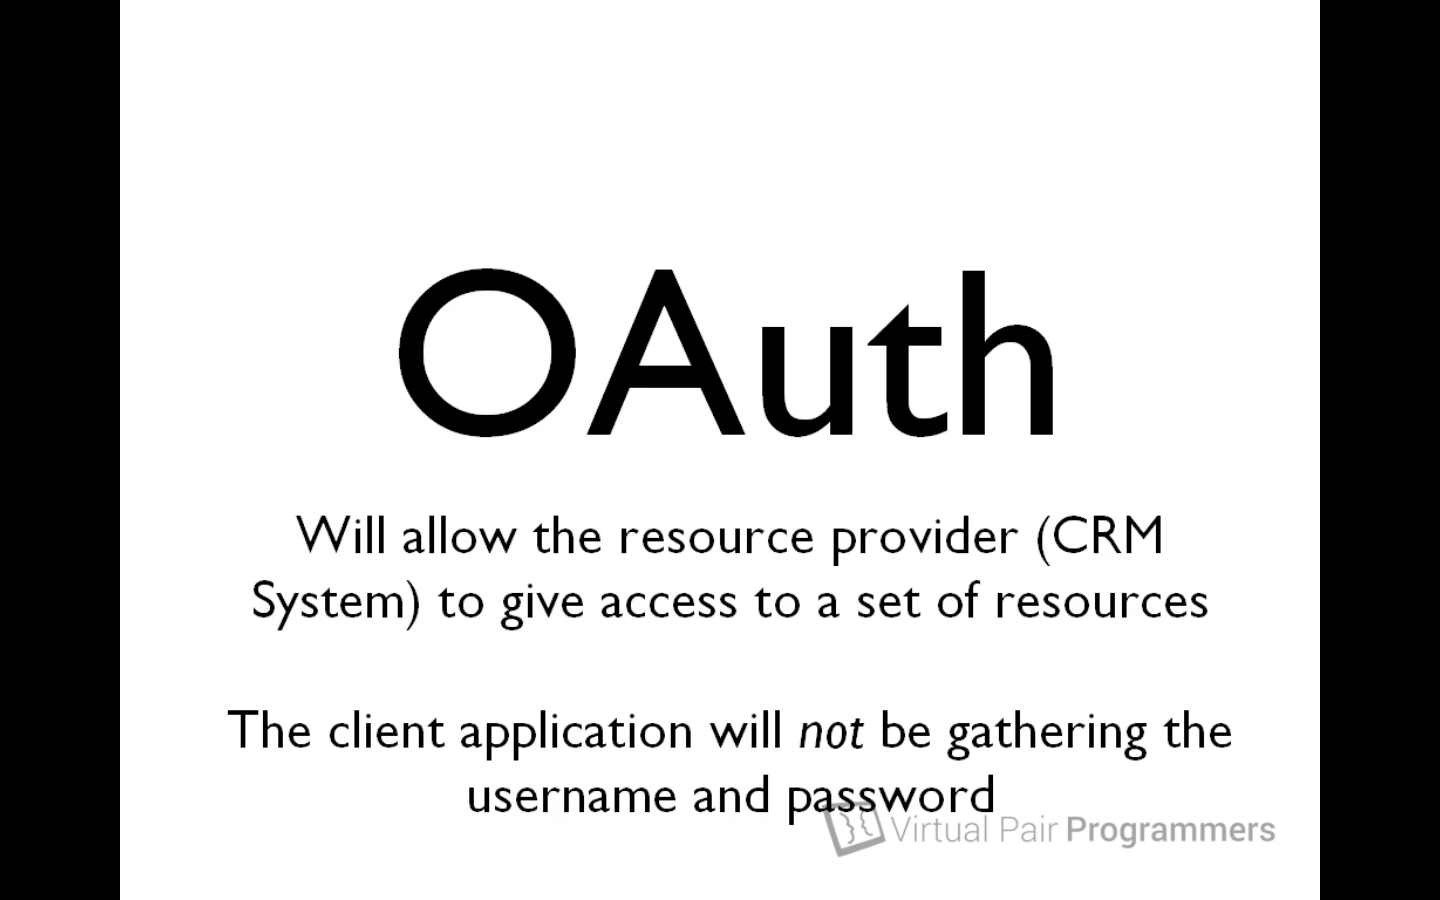 OAuth
Will allow the resource provider (CRM
System) to give access to a set of resources
The client application will not be gathering the
username and password
Virtual Pair Programmers